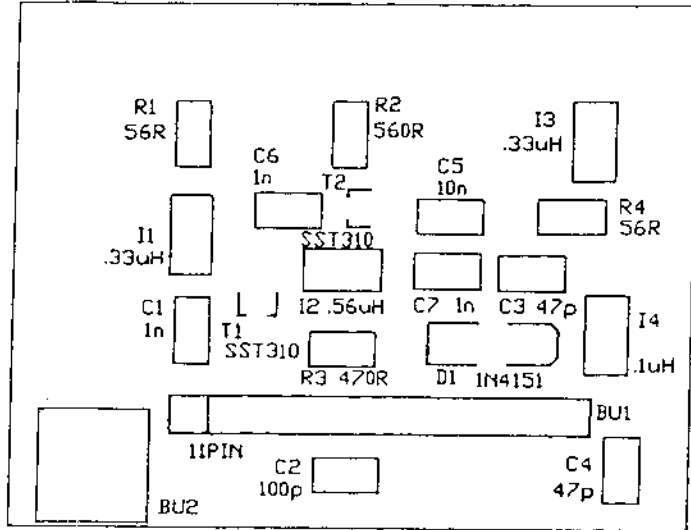 R1
56R
R2
560R
I3
.33uH
C6
1n
T2
C5
10n
R4
56R
I1
.33uH
SST310
I2 .56uH
C7 1n
C3 47p
C1
1n
T1
SST310
I4
.1uH
R3 470R
D1
1N4151
BU1
11PIN
C2
100p
C4
47p
BU2